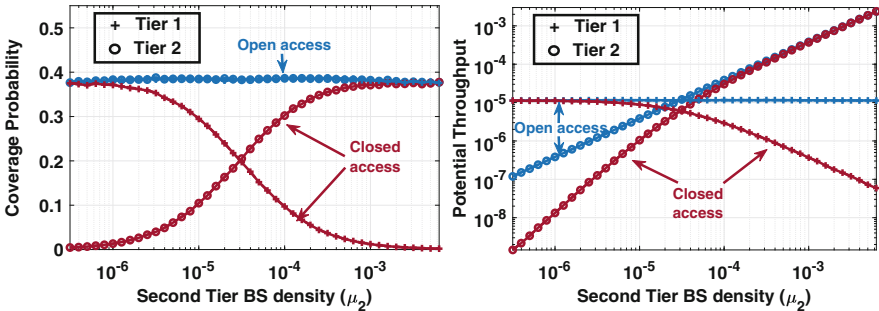 Tier 1
Tier 2
Open access
Closed
access
0.5
0.4
0.3
0.2
0.1
0
Coverage Probability
10^-6
10^-5
10^-4
10^-3
Second Tier BS density (μ_2)
Tier 1
Tier 2
Open access
Closed
access
10^-3
10^-4
10^-5
10^-6
10^-7
10^-8
Potential Throughput
10^-6
10^-5
10^-4
10^-3
Second Tier BS density (μ_2)